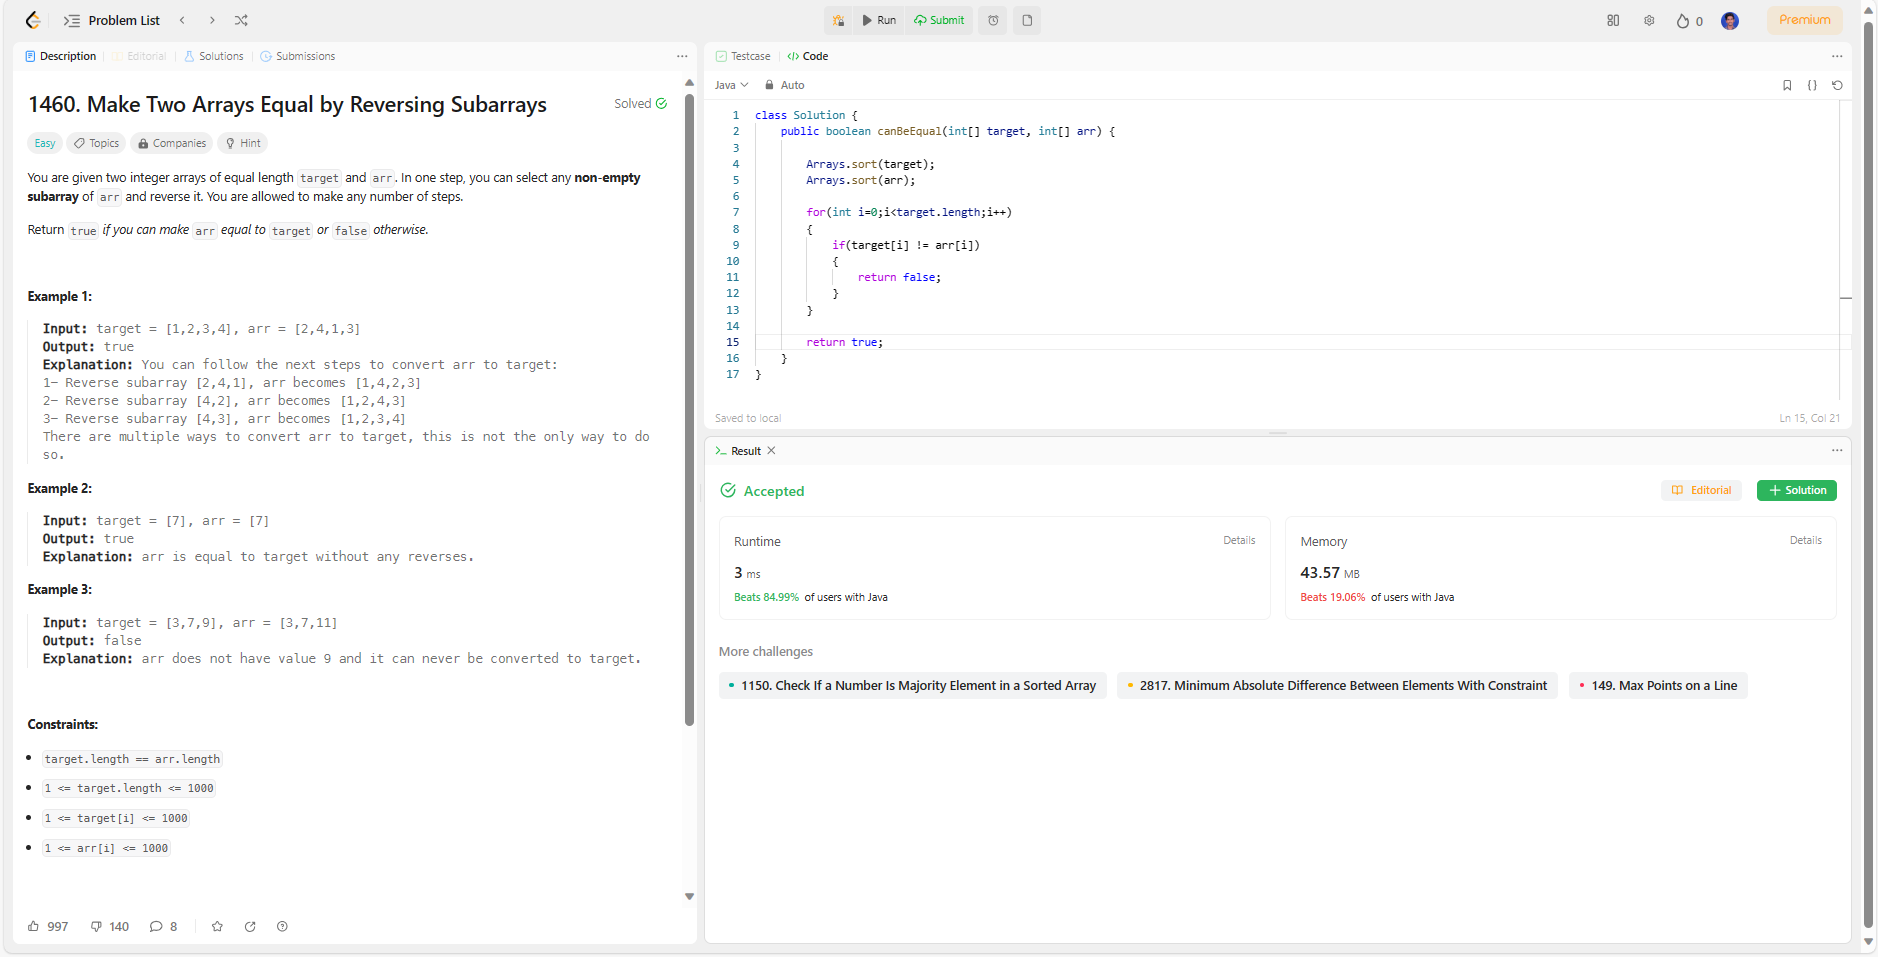 Problem List
Run
Submit
0
Premium
Description
Editorial
Solutions
Submissions
1460. Make Two Arrays Equal by Reversing Subarrays
Solved
Easy
Topics
Companies
Hint
You are given two integer arrays of equal length target and arr. In one step, you can select any non-empty
subarray of arr and reverse it. You are allowed to make any number of steps.
Return true if you can make arr equal to target or false otherwise.
Example 1:
Input: target = [1,2,3,4], arr = [2,4,1,3]
Output: true
Explanation: You can follow the next steps to convert arr to target:
1- Reverse subarray [2,4,1], arr becomes [1,4,2,3]
2- Reverse subarray [4,2], arr becomes [1,2,4,3]
3- Reverse subarray [4,3], arr becomes [1,2,3,4]
There are multiple ways to convert arr to target, this is not the only way to do
so.
Example 2:
Input: target = [7], arr = [7]
Output: true
Explanation: arr is equal to target without any reverses.
Example 3:
Input: target = [3,7,9], arr = [3,7,11]
Output: false
Explanation: arr does not have value 9 and it can never be converted to target.
Constraints:
• target.length == arr.length
• 1 <= target.length <= 1000
• 1 <= target[i] <= 1000
• 1 <= arr[i] <= 1000
997
140
8
Testcase
</> Code
Java
Auto
1 class Solution {
2 public boolean canBeEqual(int[] target, int[] arr) {
3
4 Arrays.sort(target);
5 Arrays.sort(arr);
6
7 for(int i=0;i<target.length;i++)
8 {
9 if(target[i] != arr[i])
10 {
11 return false;
12 }
13 }
14
15 return true;
16 }
17 }
Saved to local
Ln 15, Col 21
>_ Result
Accepted
Editorial
+ Solution
Runtime
Details
3 ms
Beats 84.99% of users with Java
Memory
Details
43.57 MB
Beats 19.06% of users with Java
More challenges
1150. Check If a Number Is Majority Element in a Sorted Array
2817. Minimum Absolute Difference Between Elements With Constraint
149. Max Points on a Line